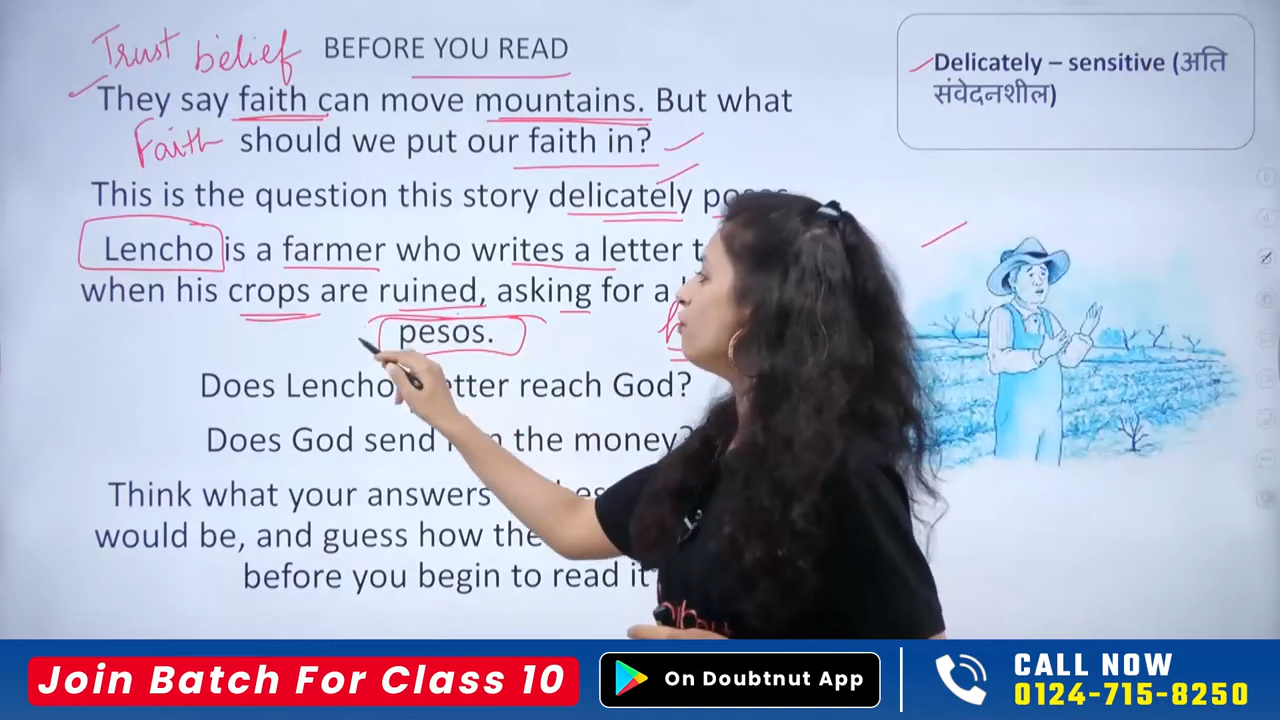 Trust belief
BEFORE YOU READ
They say faith can move mountains. But what
Faith
should we put our faith in?
This is the question this story delicately
Lencho is a farmer who writes a letter
when his crops are ruined, asking for a
pesos.
Does Lencho letter reach God?
Does God send the money?
Think what your answers
would be, and guess how the
before you begin to read it
Delicately – sensitive (अति
संवेदनशील)
Join Batch For Class 10
On Doubtnut App
CALL NOW
0124-715-8250